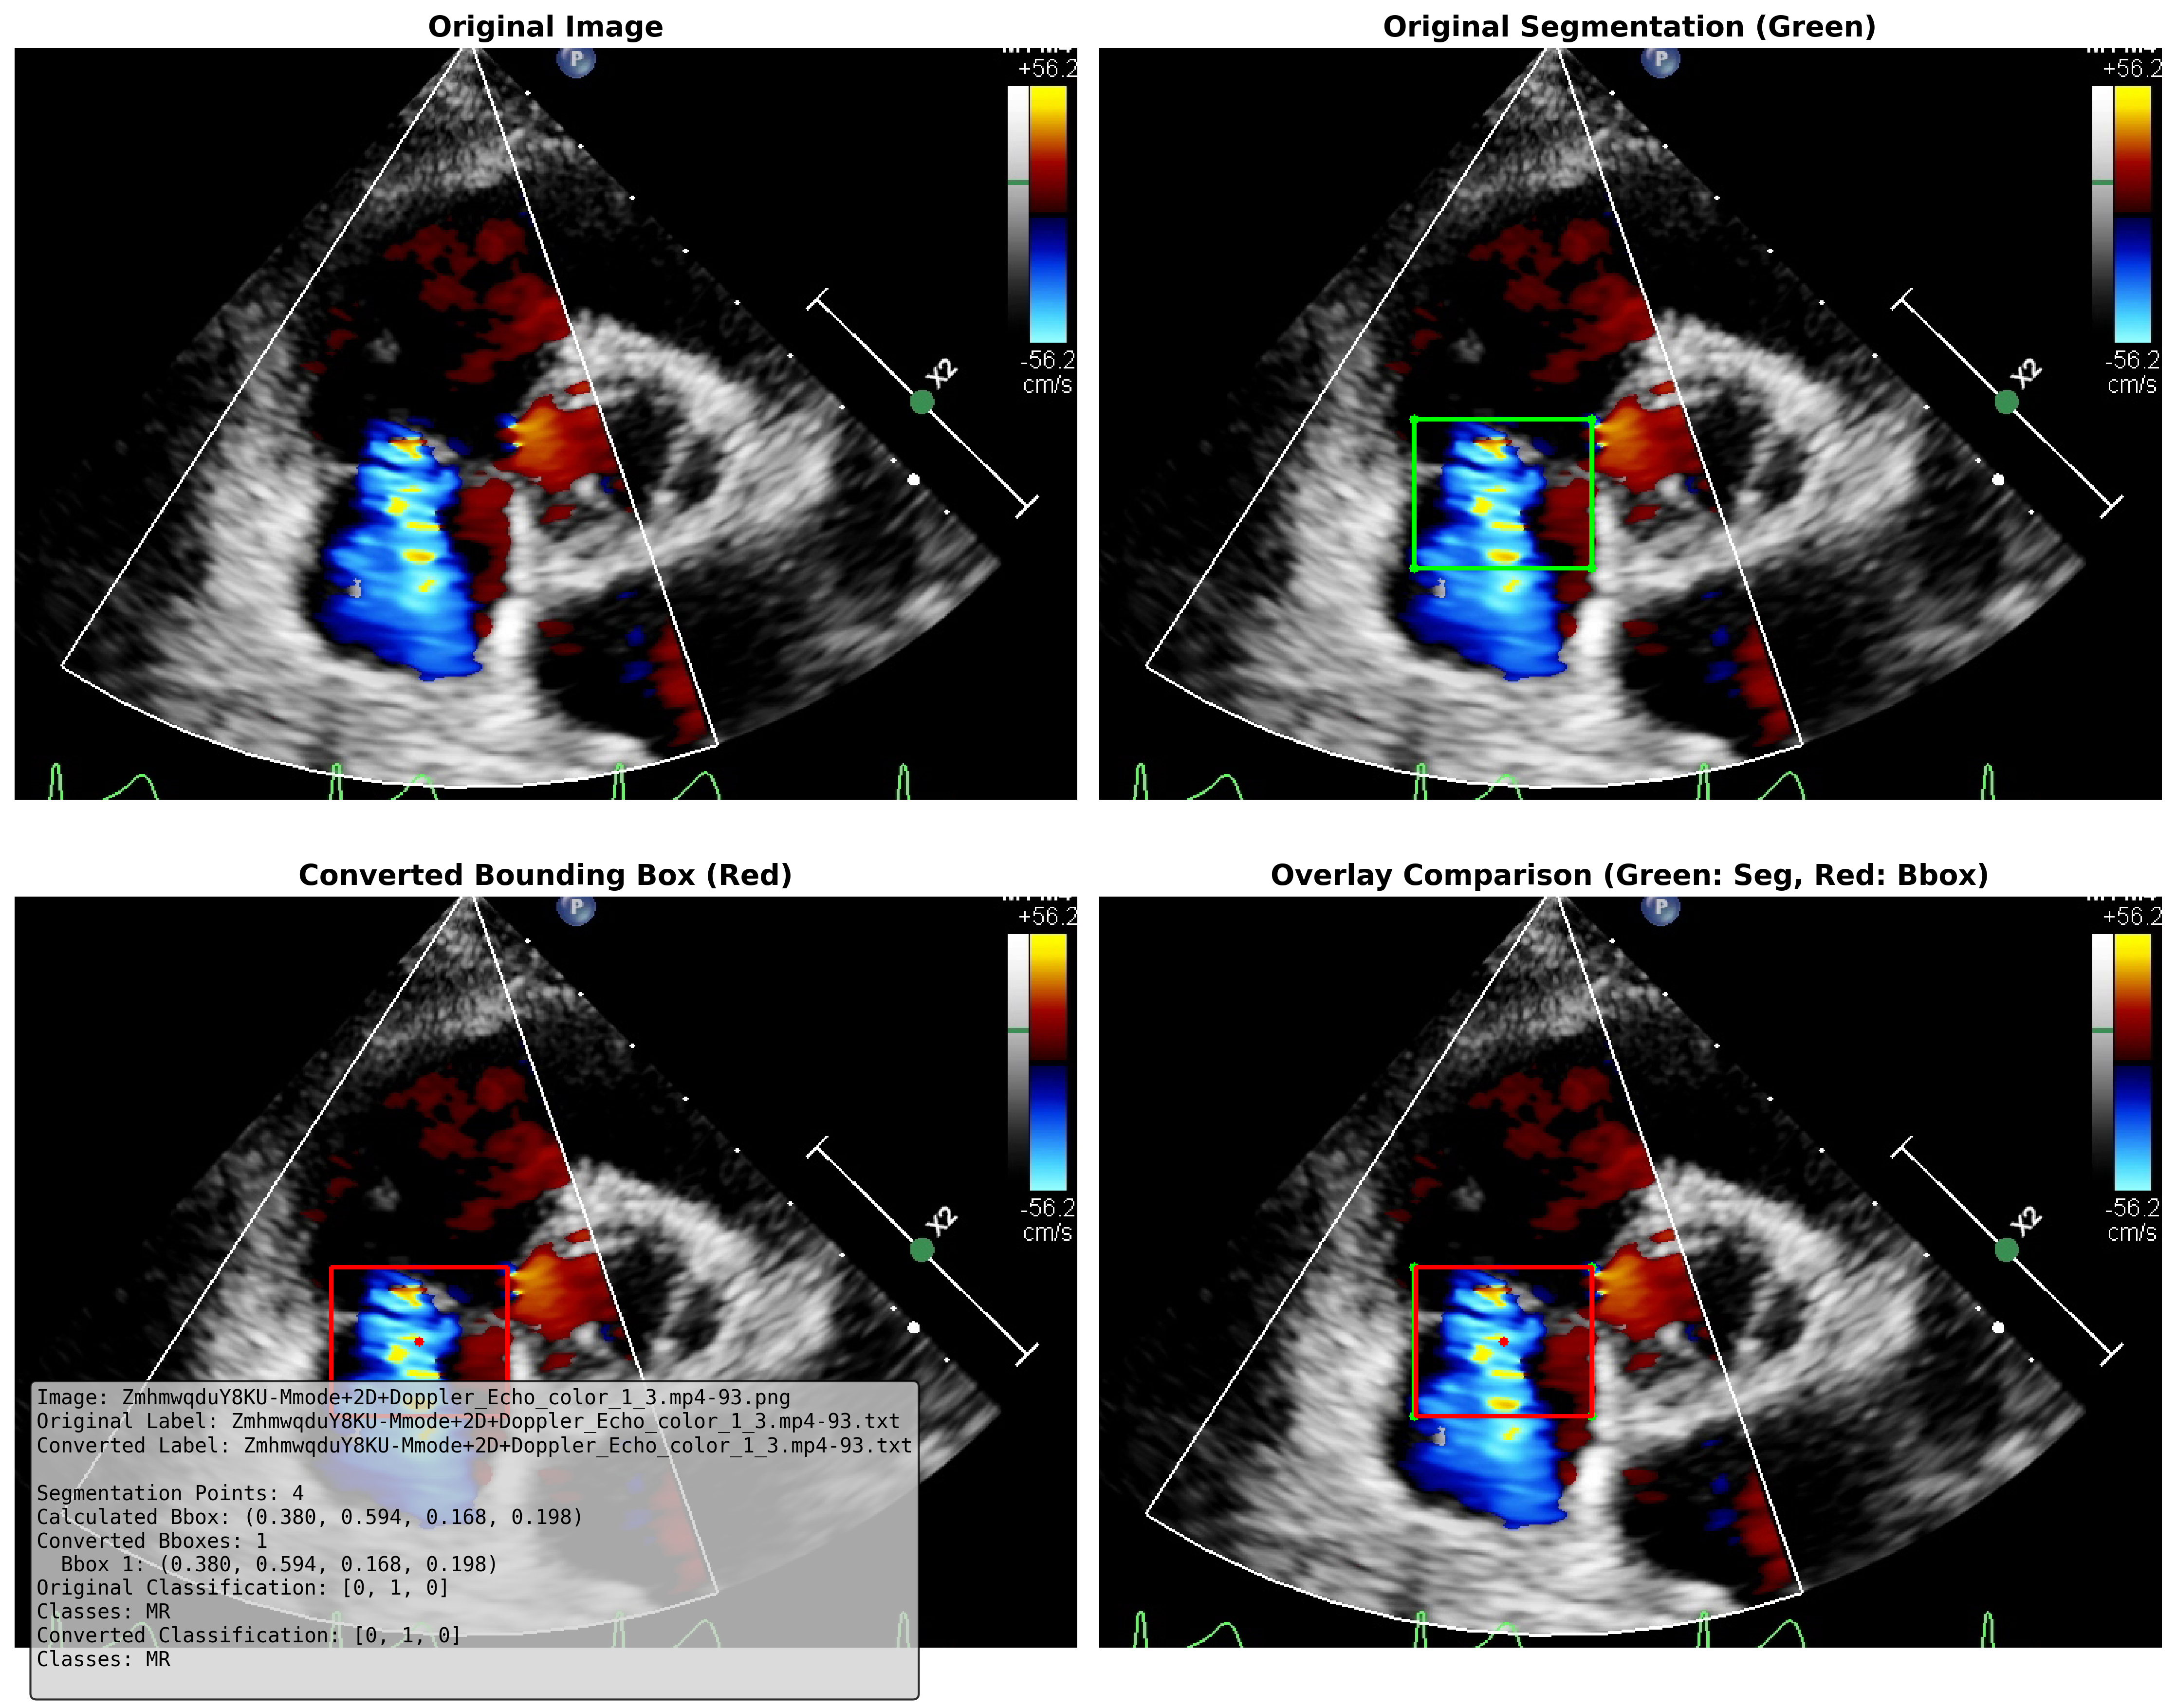 Original Image
P
+56.2
-56.2
cm/s
X2
Original Segmentation (Green)
P
+56.2
-56.2
cm/s
X2
Converted Bounding Box (Red)
P
+56.2
-56.2
cm/s
X2
Image: ZmhmwqduY8KU-Mmode+2D+Doppler_Echo_color_1_3.mp4-93.png
Original Label: ZmhmwqduY8KU-Mmode+2D+Doppler_Echo_color_1_3.mp4-93.txt
Converted Label: ZmhmwqduY8KU-Mmode+2D+Doppler_Echo_color_1_3.mp4-93.txt
Segmentation Points: 4
Calculated Bbox: (0.380, 0.594, 0.168, 0.198)
Converted Bboxes: 1
Bbox 1: (0.380, 0.594, 0.168, 0.198)
Original Classification: [0, 1, 0]
Classes: MR
Converted Classification: [0, 1, 0]
Classes: MR
Overlay Comparison (Green: Seg, Red: Bbox)
P
+56.2
-56.2
cm/s
X2